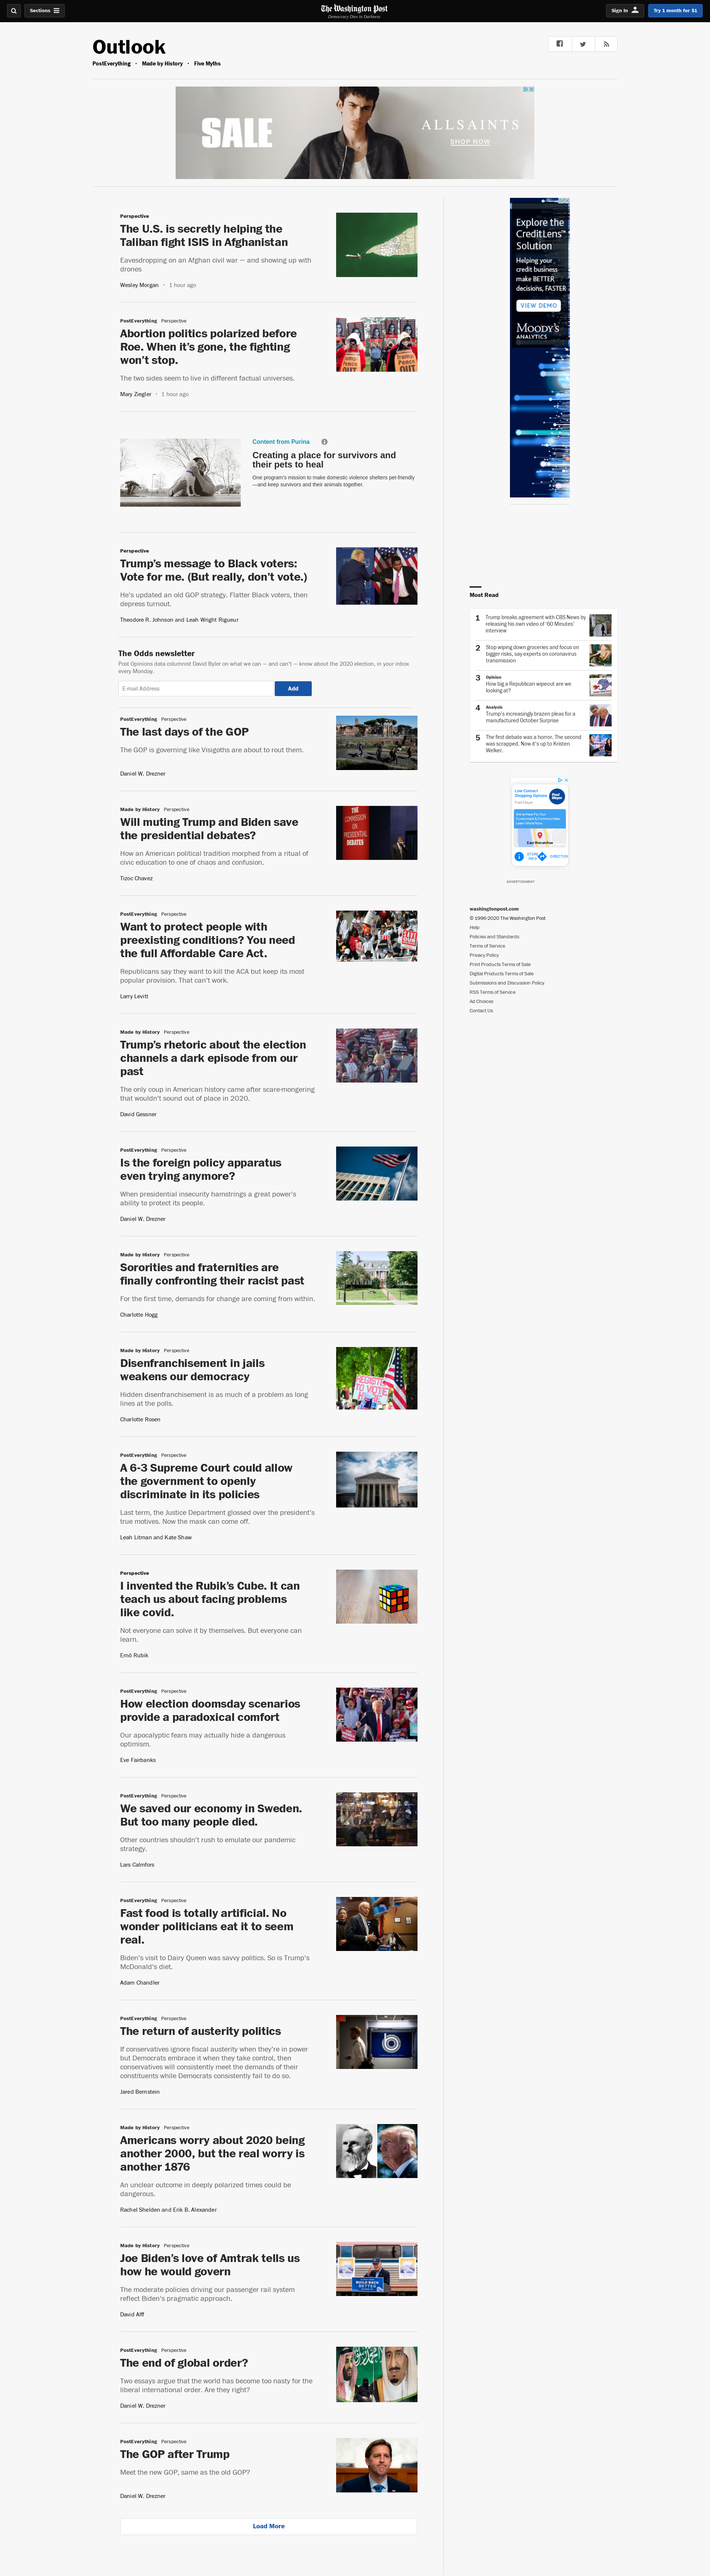 Sections
The Washington Post
Democracy Dies in Darkness
Sign In
Try 1 month for $1
Outlook
PostEverything • Made by History • Five Myths
SALE
ALLSAINTS
SHOP NOW
Perspective
The U.S. is secretly helping the
Taliban fight ISIS in Afghanistan
Eavesdropping on an Afghan civil war — and showing up with
drones
Wesley Morgan • 1 hour ago
PostEverything Perspective
Abortion politics polarized before
Roe. When it’s gone, the fighting
won’t stop.
The two sides seem to live in different factual universes.
Mary Ziegler • 1 hour ago
Content from Purina
Creating a place for survivors and
their pets to heal
One program's mission to make domestic violence shelters pet-friendly
—and keep survivors and their animals together.
Perspective
Trump’s message to Black voters:
Vote for me. (But really, don’t vote.)
He's updated an old GOP strategy. Flatter Black voters, then
depress turnout.
Theodore R. Johnson and Leah Wright Rigueur
The Odds newsletter
Post Opinions data columnist David Byler on what we can — and can't — know about the 2020 election, in your inbox
every Monday.
E-mail Address
Add
PostEverything Perspective
The last days of the GOP
The GOP is governing like Visigoths are about to rout them.
Daniel W. Drezner
Made by History Perspective
Will muting Trump and Biden save
the presidential debates?
How an American political tradition morphed from a ritual of
civic education to one of chaos and confusion.
Tizoc Chavez
PostEverything Perspective
Want to protect people with
preexisting conditions? You need
the full Affordable Care Act.
Republicans say they want to kill the ACA but keep its most
popular provision. That can’t work.
Larry Levitt
Made by History Perspective
Trump’s rhetoric about the election
channels a dark episode from our
past
The only coup in American history came after scare-mongering
that wouldn't sound out of place in 2020.
David Gessner
PostEverything Perspective
Is the foreign policy apparatus
even trying anymore?
When presidential insecurity hamstrings a great power's
ability to protect its people.
Daniel W. Drezner
Made by History Perspective
Sororities and fraternities are
finally confronting their racist past
For the first time, demands for change are coming from within.
Charlotte Hogg
Made by History Perspective
Disenfranchisement in jails
weakens our democracy
Hidden disenfranchisement is as much of a problem as long
lines at the polls.
Charlotte Rosen
PostEverything Perspective
A 6-3 Supreme Court could allow
the government to openly
discriminate in its policies
Last term, the Justice Department glossed over the president’s
true motives. Now the mask can come off.
Leah Litman and Kate Shaw
Perspective
I invented the Rubik’s Cube. It can
teach us about facing problems
like covid.
Not everyone can solve it by themselves. But everyone can
learn.
Ernö Rubik
PostEverything Perspective
How election doomsday scenarios
provide a paradoxical comfort
Our apocalyptic fears may actually hide a dangerous
optimism.
Eve Fairbanks
PostEverything Perspective
We saved our economy in Sweden.
But too many people died.
Other countries shouldn’t rush to emulate our pandemic
strategy.
Lars Calmfors
PostEverything Perspective
Fast food is totally artificial. No
wonder politicians eat it to seem
real.
Biden’s visit to Dairy Queen was savvy politics. So is Trump’s
McDonald's diet.
Adam Chandler
PostEverything Perspective
The return of austerity politics
If conservatives ignore fiscal austerity when they’re in power
but Democrats embrace it when they take control, then
conservatives will consistently meet the demands of their
constituents while Democrats consistently fail to do so.
Jared Bernstein
Made by History Perspective
Americans worry about 2020 being
another 2000, but the real worry is
another 1876
An unclear outcome in deeply polarized times could be
dangerous.
Rachel Shelden and Erik B. Alexander
Made by History Perspective
Joe Biden’s love of Amtrak tells us
how he would govern
The moderate policies driving our passenger rail system
reflect Biden’s pragmatic approach.
David Alff
PostEverything Perspective
The end of global order?
Two essays argue that the world has become too nasty for the
liberal international order. Are they right?
Daniel W. Drezner
PostEverything Perspective
The GOP after Trump
Meet the new GOP, same as the old GOP?
Daniel W. Drezner
Load More
Explore the
CreditLens™
Solution
Helping your
credit business
make BETTER
decisions, FASTER
VIEW DEMO
MOODY'S
ANALYTICS
Most Read
1 Trump breaks agreement with CBS News by
releasing his own video of ‘60 Minutes’
interview
2 Stop wiping down groceries and focus on
bigger risks, say experts on coronavirus
transmission
3 Opinion
How big a Republican wipeout are we
looking at?
4 Analysis
Trump’s increasingly brazen pleas for a
manufactured October Surprise
5 The first debate was a horror. The second
was scrapped. Now it’s up to Kristen
Welker.
Low Contact
Shopping Options
Fred Meyer
We're Here For Our
Customers & Communities.
Learn More Now.
East Wenatchee
STORE
INFO
DIRECTION
ADVERTISEMENT
washingtonpost.com
© 1996-2020 The Washington Post
Help
Policies and Standards
Terms of Service
Privacy Policy
Print Products Terms of Sale
Digital Products Terms of Sale
Submissions and Discussion Policy
RSS Terms of Service
Ad Choices
Contact Us